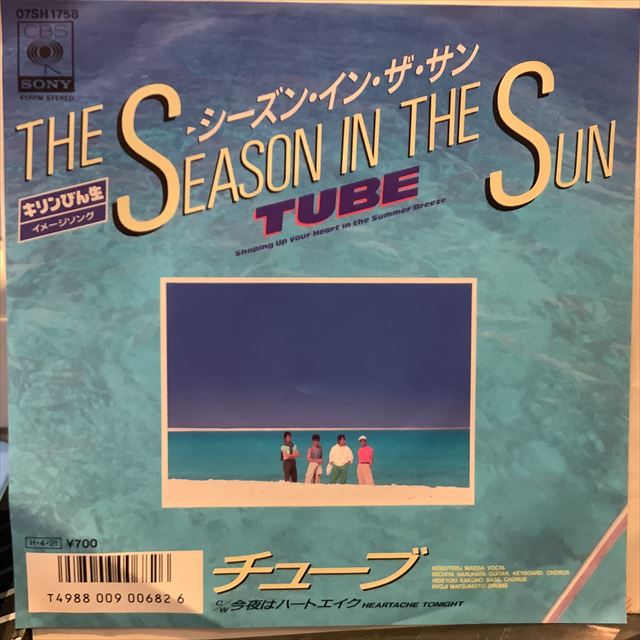 07SH 1758
CBS
SONY
45RPM STEREO
シーズン・イン・ザ・サン
THE SEASON IN THE SUN
キリンびん生
イメージソング
TUBE
Shaping Up Your Heart in the Summer Breeze
H-4-21 ¥700
T4988 009 00682 6
チューブ
C/W 今夜はハートエイク HEARTACHE TONIGHT
NOBUTERU MAEDA: VOCAL
MICHIYA HARUHATA: GUITAR, KEYBOARD, CHORUS
HIDEYUKI KAKUNO: BASS, CHORUS
RYOJI MATSUMOTO: DRUMS